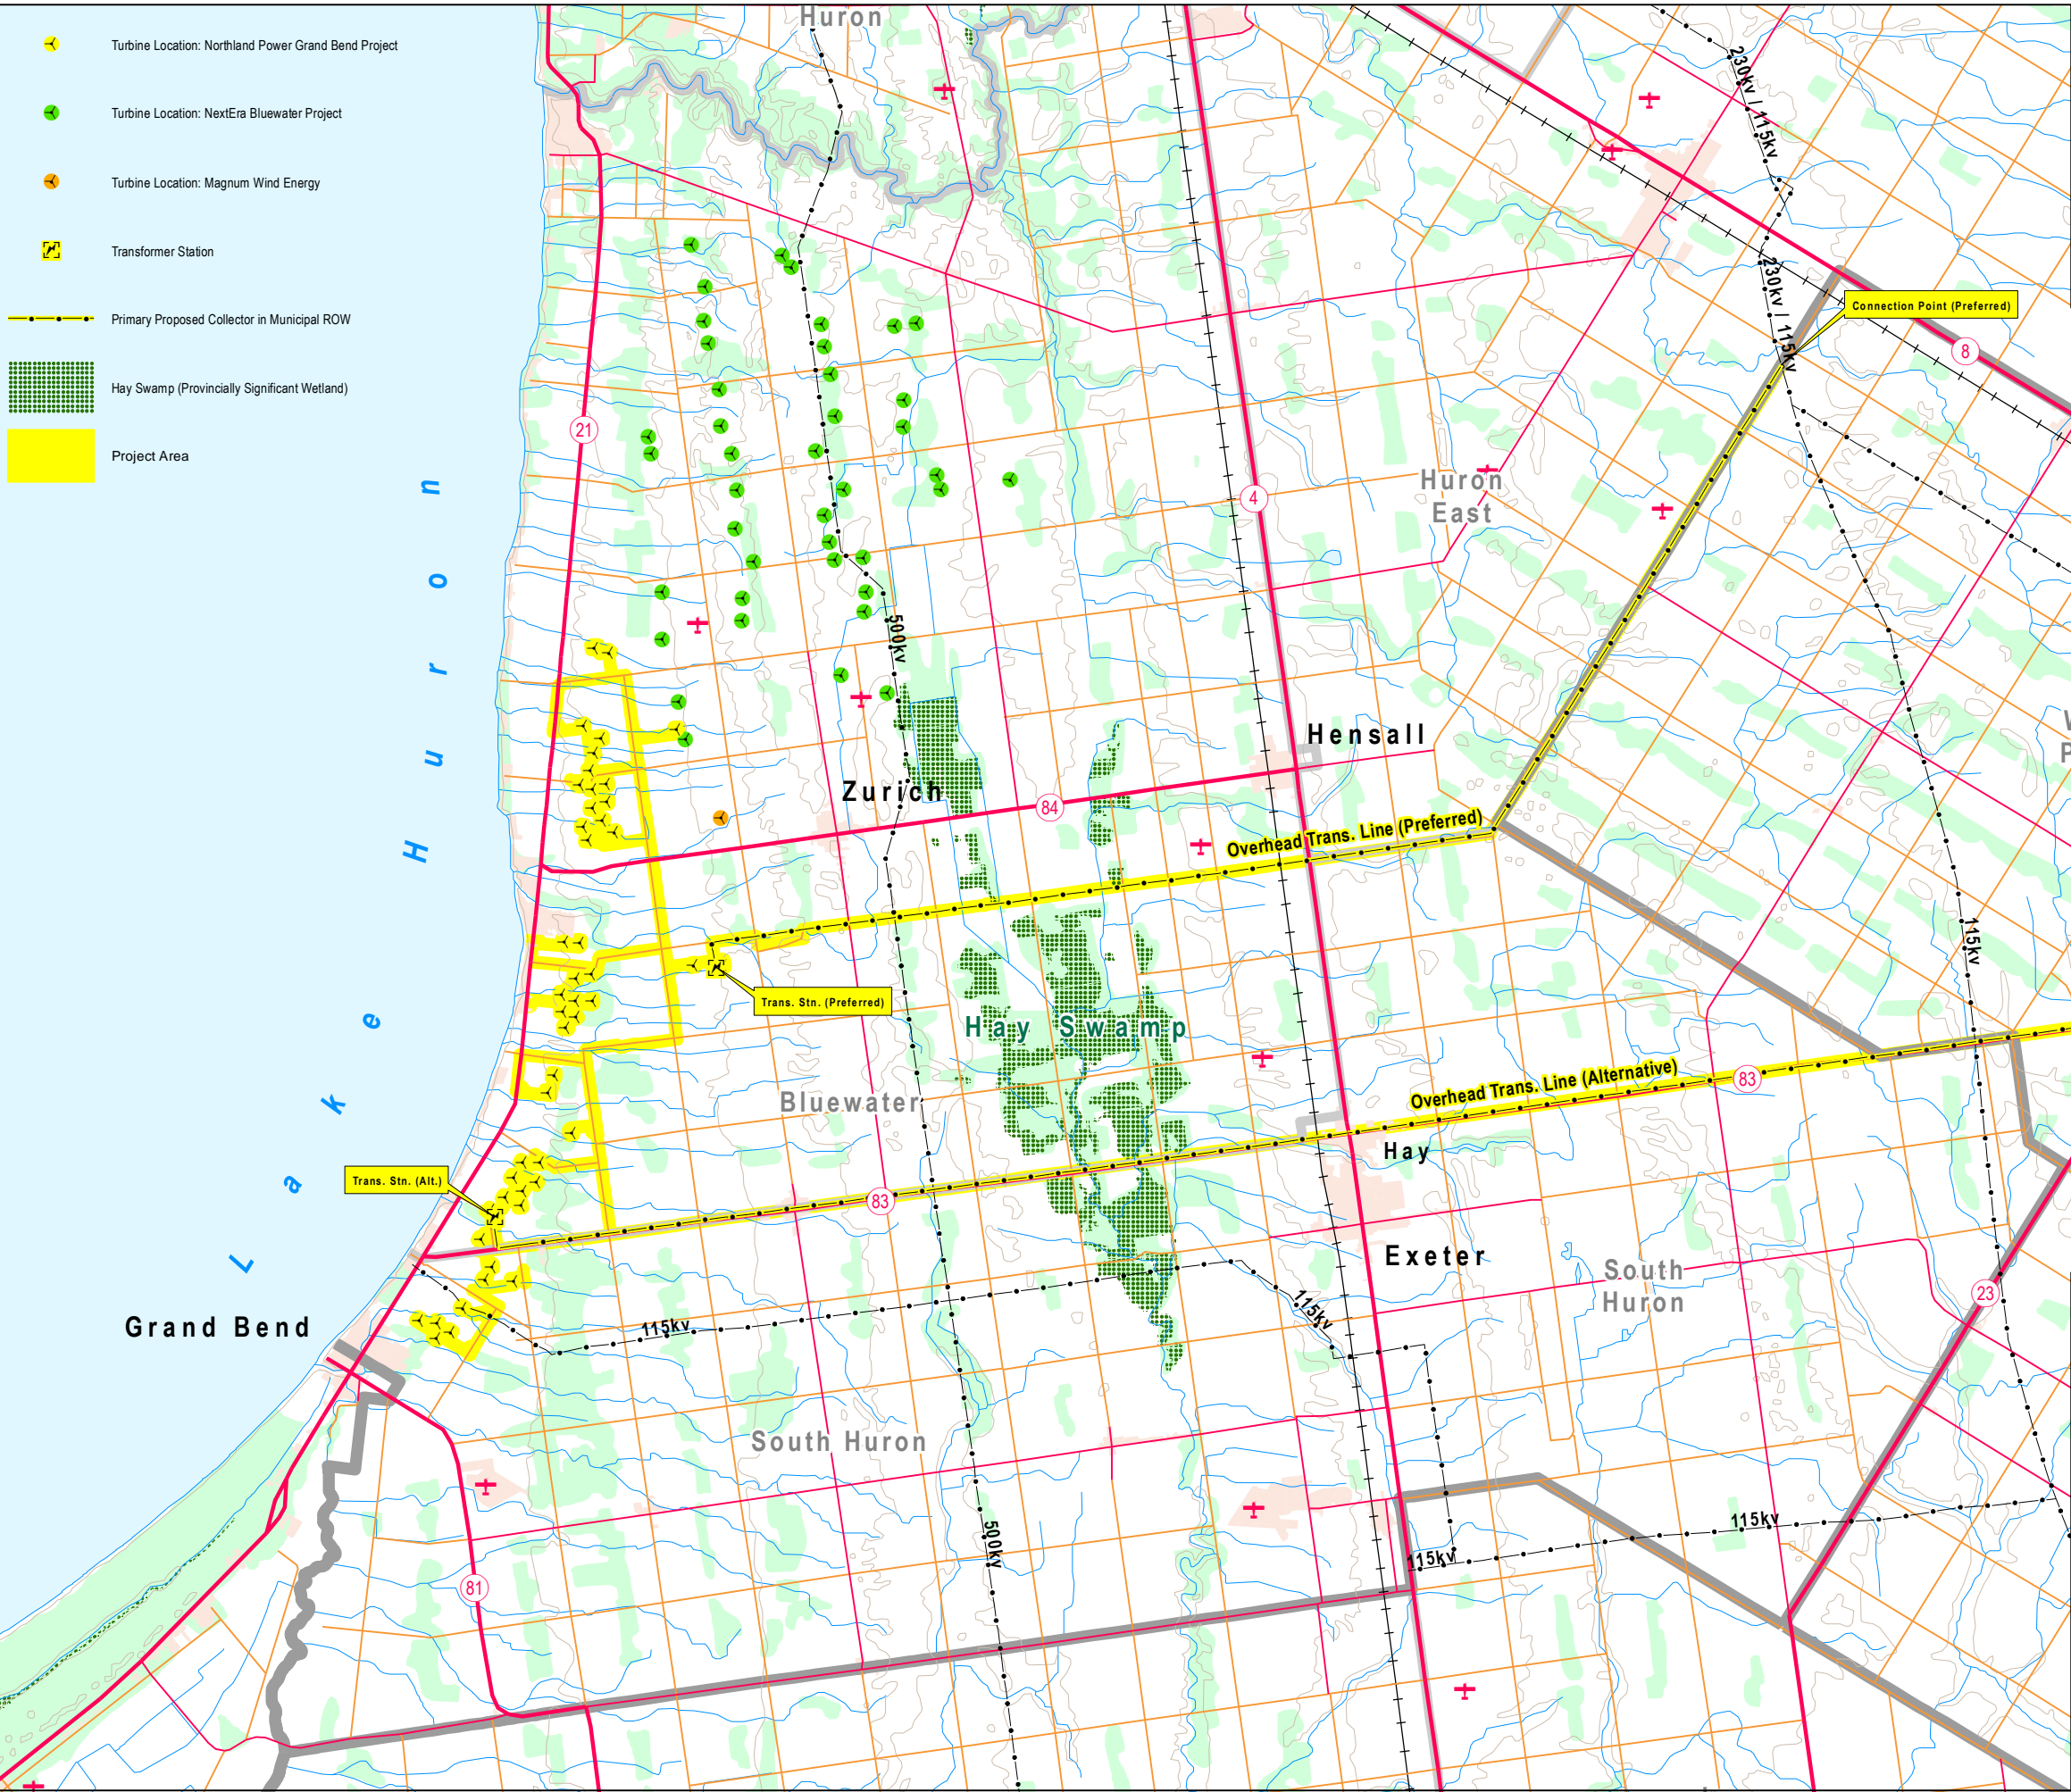 Huron
Turbine Location: Northland Power Grand Bend Project
Turbine Location: NextEra Bluewater Project
Turbine Location: Magnum Wind Energy
Transformer Station
Primary Proposed Collector in Municipal ROW
Hay Swamp (Provincially Significant Wetland)
Project Area
230kv / 115kv
230kv / 115kv
Connection Point (Preferred)
8
21
4
Huron
East
500kv
Hensall
Zurich
84
Overhead Trans. Line (Preferred)
Lake Huron
115kv
Trans. Stn. (Preferred)
Hay Swamp
Overhead Trans. Line (Alternative)
83
Bluewater
Hay
Trans. Stn. (Alt.)
83
Exeter
South
Huron
23
Grand Bend
115kv
115kv
South Huron
500kv
115kv
115kv
81